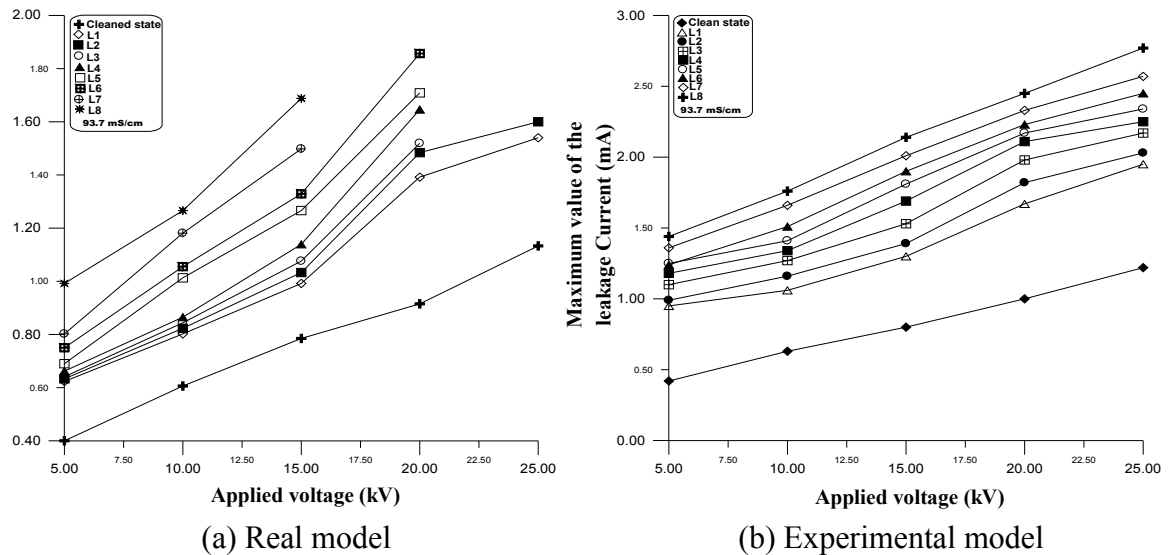 2.00
1.80
1.60
1.40
1.20
1.00
0.80
0.60
0.40
Cleaned state
L1
L2
L3
L4
L5
L6
L7
L8
93.7 mS/cm
5.00 7.50 10.00 12.50 15.00 17.50 20.00 22.50 25.00
Applied voltage (kV)
(a) Real model
Maximum value of the
leakage Current (mA)
3.00
2.50
2.00
1.50
1.00
0.50
0.00
Clean state
L1
L2
L3
L4
L5
L6
L7
L8
93.7 mS/cm
5.00 7.50 10.00 12.50 15.00 17.50 20.00 22.50 25.00
Applied voltage (kV)
(b) Experimental model